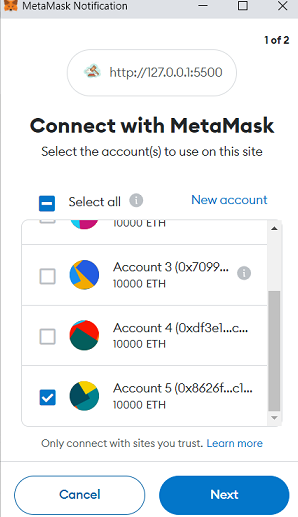 MetaMask Notification
1 of 2
http://127.0.0.1:5500
Connect with MetaMask
Select the account(s) to use on this site
Select all
New account
10000 ETH
Account 3 (0x7099...
10000 ETH
Account 4 (0xdf3e1...c...
10000 ETH
Account 5 (0x8626f...c1...
10000 ETH
Only connect with sites you trust. Learn more
Cancel
Next